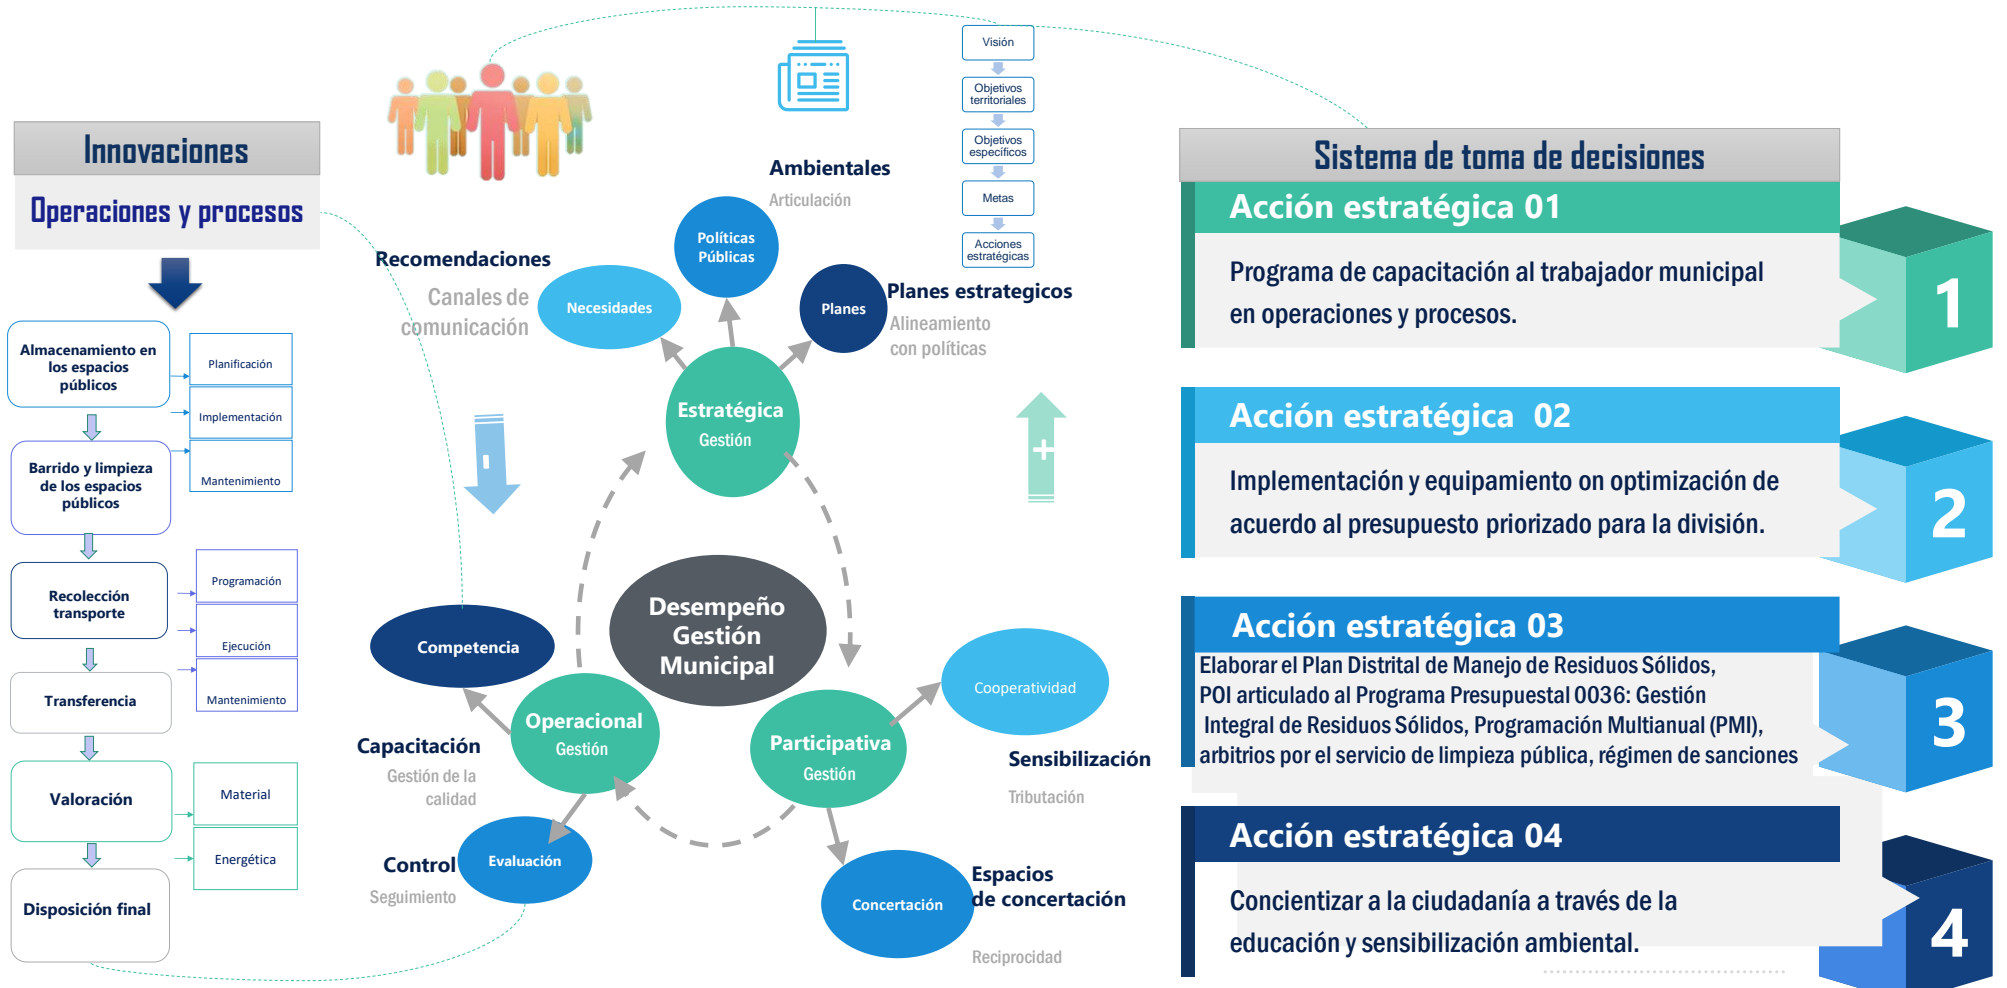 Innovaciones
Operaciones y procesos
Almacenamiento en
los espacios
públicos
Planificación
Implementación
Mantenimiento
Barrido y limpieza
de los espacios
públicos
Recolección
transporte
Programación
Ejecución
Mantenimiento
Transferencia
Valoración
Material
Energética
Disposición final
Visión
Objetivos
territoriales
Objetivos
específicos
Metas
Acciones
estratégicas
Ambientales
Articulación
Políticas
Públicas
Recomendaciones
Canales de
comunicación
Necesidades
Planes
Planes estrategicos
Alineamiento
con políticas
Estratégica
Gestión
-
+
Desempeño
Gestión
Municipal
Competencia
Operacional
Gestión
Capacitación
Gestión de la
calidad
Control
Seguimiento
Evaluación
Participativa
Gestión
Cooperatividad
Sensibilización
Tributación
Concertación
Espacios
de concertación
Reciprocidad
Sistema de toma de decisiones
Acción estratégica 01
Programa de capacitación al trabajador municipal
en operaciones y procesos.
1
Acción estratégica 02
Implementación y equipamiento on optimización de
acuerdo al presupuesto priorizado para la división.
2
Acción estratégica 03
Elaborar el Plan Distrital de Manejo de Residuos Sólidos,
POI articulado al Programa Presupuestal 0036: Gestión
Integral de Residuos Sólidos, Programación Multianual (PMI),
arbitrios por el servicio de limpieza pública, régimen de sanciones
3
Acción estratégica 04
Concientizar a la ciudadanía a través de la
educación y sensibilización ambiental.
4